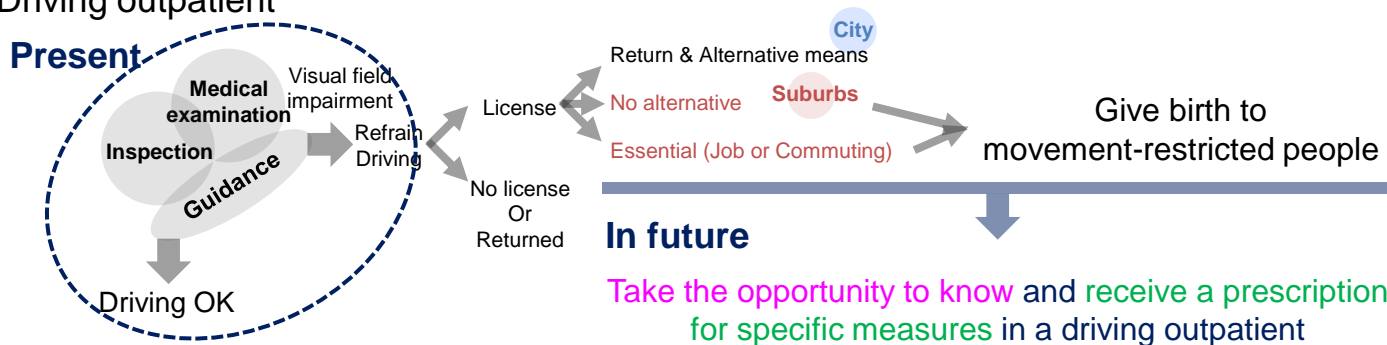 Driving outpatient
Present
Medical
examination
Inspection
Guidance
Visual field
impairment
Refrain
Driving
Driving OK
License
No license
Or
Returned
City
Return & Alternative means
No alternative
Suburbs
Essential (Job or Commuting)
Give birth to
movement-restricted people
In future
Take the opportunity to know and receive a prescription
for specific measures in a driving outpatient